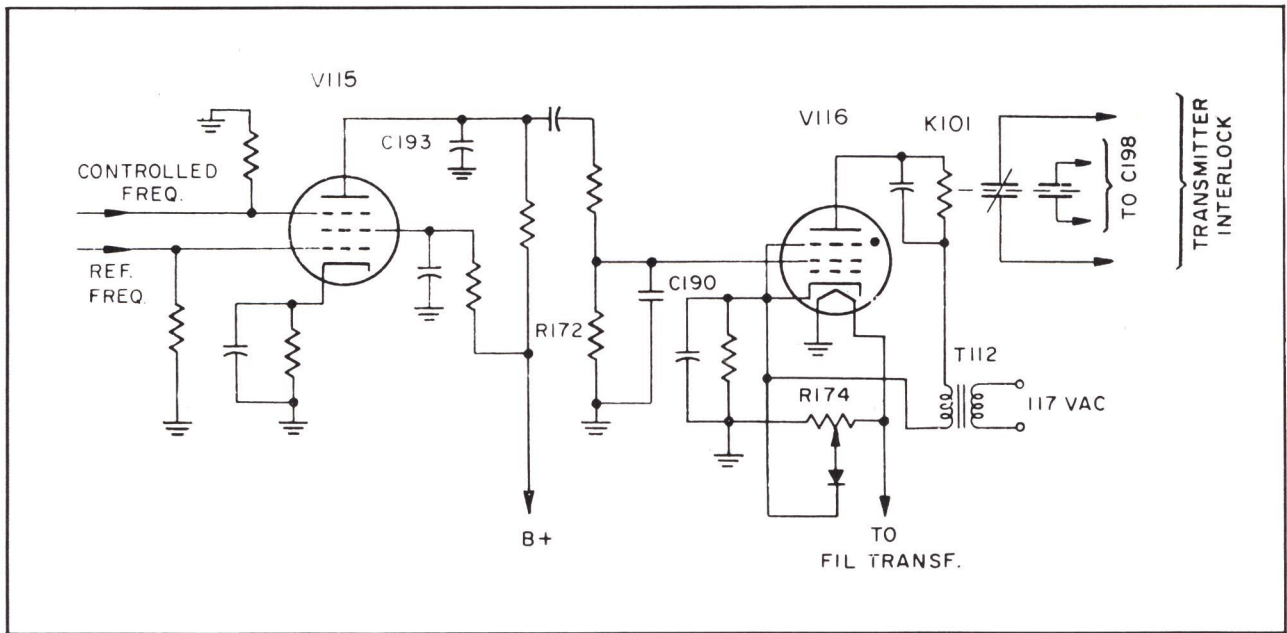 V115
C193
CONTROLLED
FREQ.
REF.
FREQ.
R172
C190
B+
V116
K101
TO C198
TRANSMITTER
INTERLOCK
R174
T112
117 VAC
TO
FIL TRANSF.